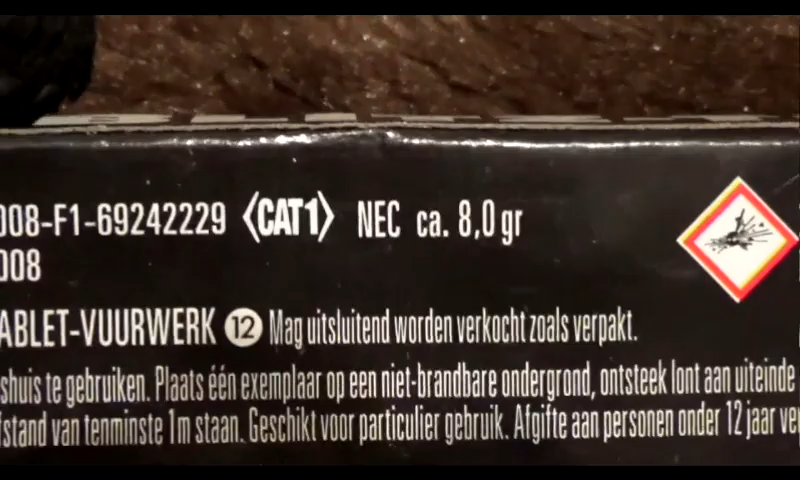 008-F1-69242229 〈CAT1〉 NEC ca. 8,0 gr
008
ABLET-VUURWERK 12 Mag uitsluitend worden verkocht zoals verpakt.
shuis te gebruiken. Plaats één exemplaar op een niet-brandbare ondergrond, ontsteek lont aan uiteinde
fstand van tenminste 1m staan. Geschikt voor particulier gebruik. Afgifte aan personen onder 12 jaar ve